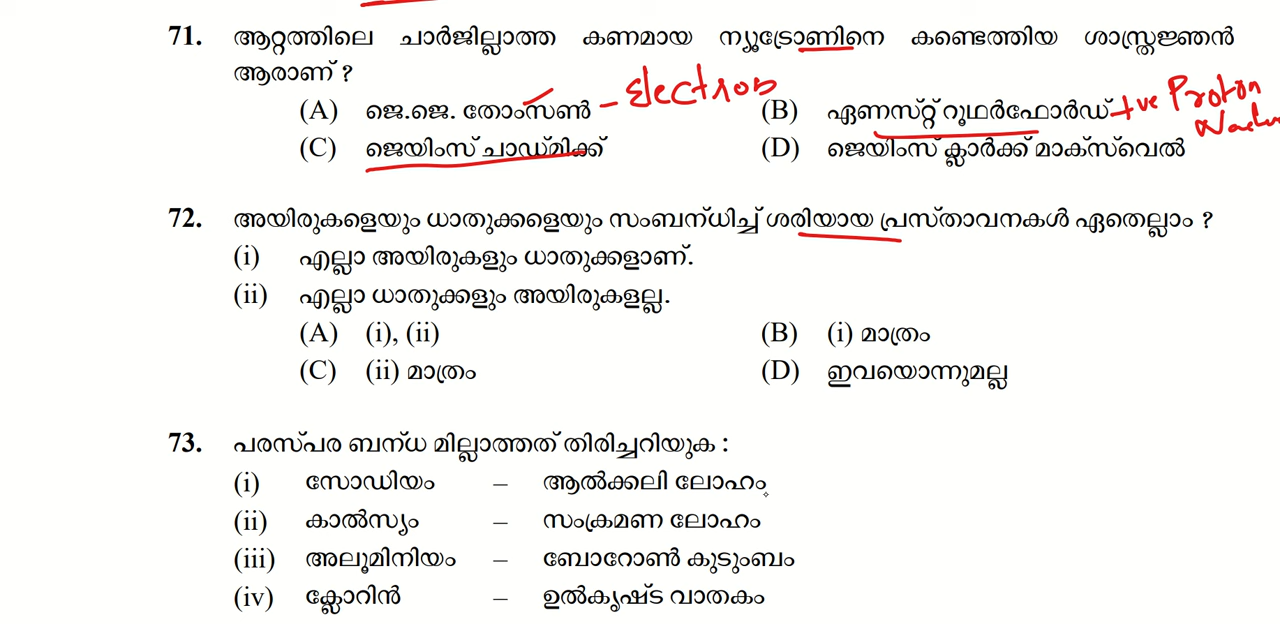 71. ആറ്റത്തിലെ ചാർജില്ലാത്ത കണമായ ന്യൂട്രോണിനെ കണ്ടെത്തിയ ശാസ്ത്രജ്ഞൻ
ആരാണ് ?
(A) ജെ.ജെ. തോംസൺ – Electron (B) ഏണസ്റ്റ് റൂഥർഫോർഡ് +ve Proton
(C) ജെയിംസ് ചാഡ്മിക്ക് (D) ജെയിംസ് ക്ലാർക്ക് മാക്സ്‌വെൽ
72. അയിരുകളെയും ധാതുക്കളെയും സംബന്ധിച്ച് ശരിയായ പ്രസ്താവനകൾ ഏതെല്ലാം ?
(i) എല്ലാ അയിരുകളും ധാതുക്കളാണ്.
(ii) എല്ലാ ധാതുക്കളും അയിരുകളല്ല.
(A) (i), (ii) (B) (i) മാത്രം
(C) (ii) മാത്രം (D) ഇവയൊന്നുമല്ല
73. പരസ്പര ബന്ധ മില്ലാത്തത് തിരിച്ചറിയുക :
(i) സോഡിയം – ആൽക്കലി ലോഹം
(ii) കാൽസ്യം – സംക്രമണ ലോഹം
(iii) അലൂമിനിയം – ബോറോൺ കുടുംബം
(iv) ക്ലോറിൻ – ഉൽകൃഷ്ട വാതകം